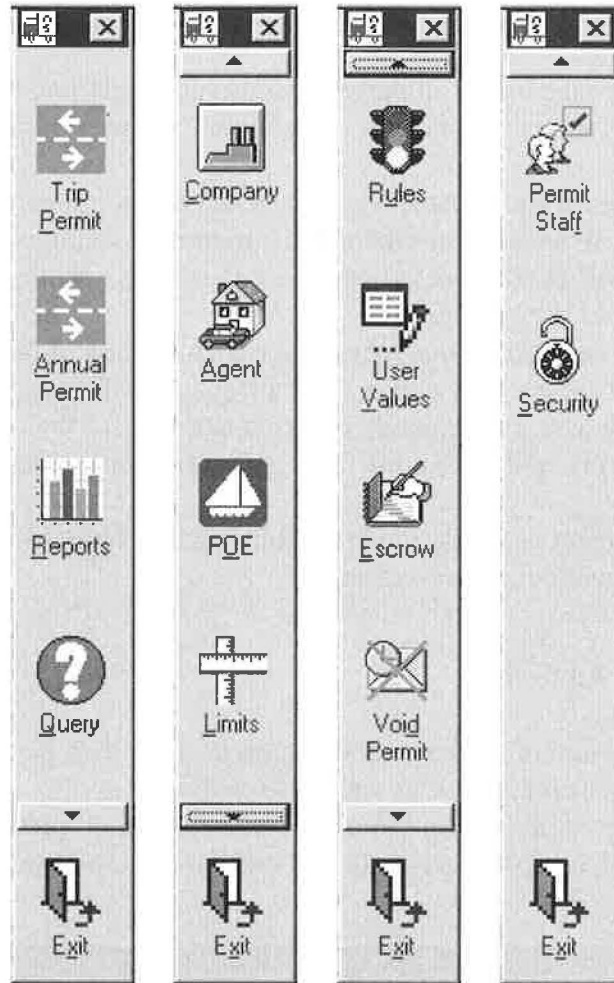 Trip
Permit
Annual
Permit
Reports
Query
Exit
Company
Agent
POE
Limits
Exit
Rules
User
Values
Escrow
Void
Permit
Exit
Permit
Staff
Security
Exit